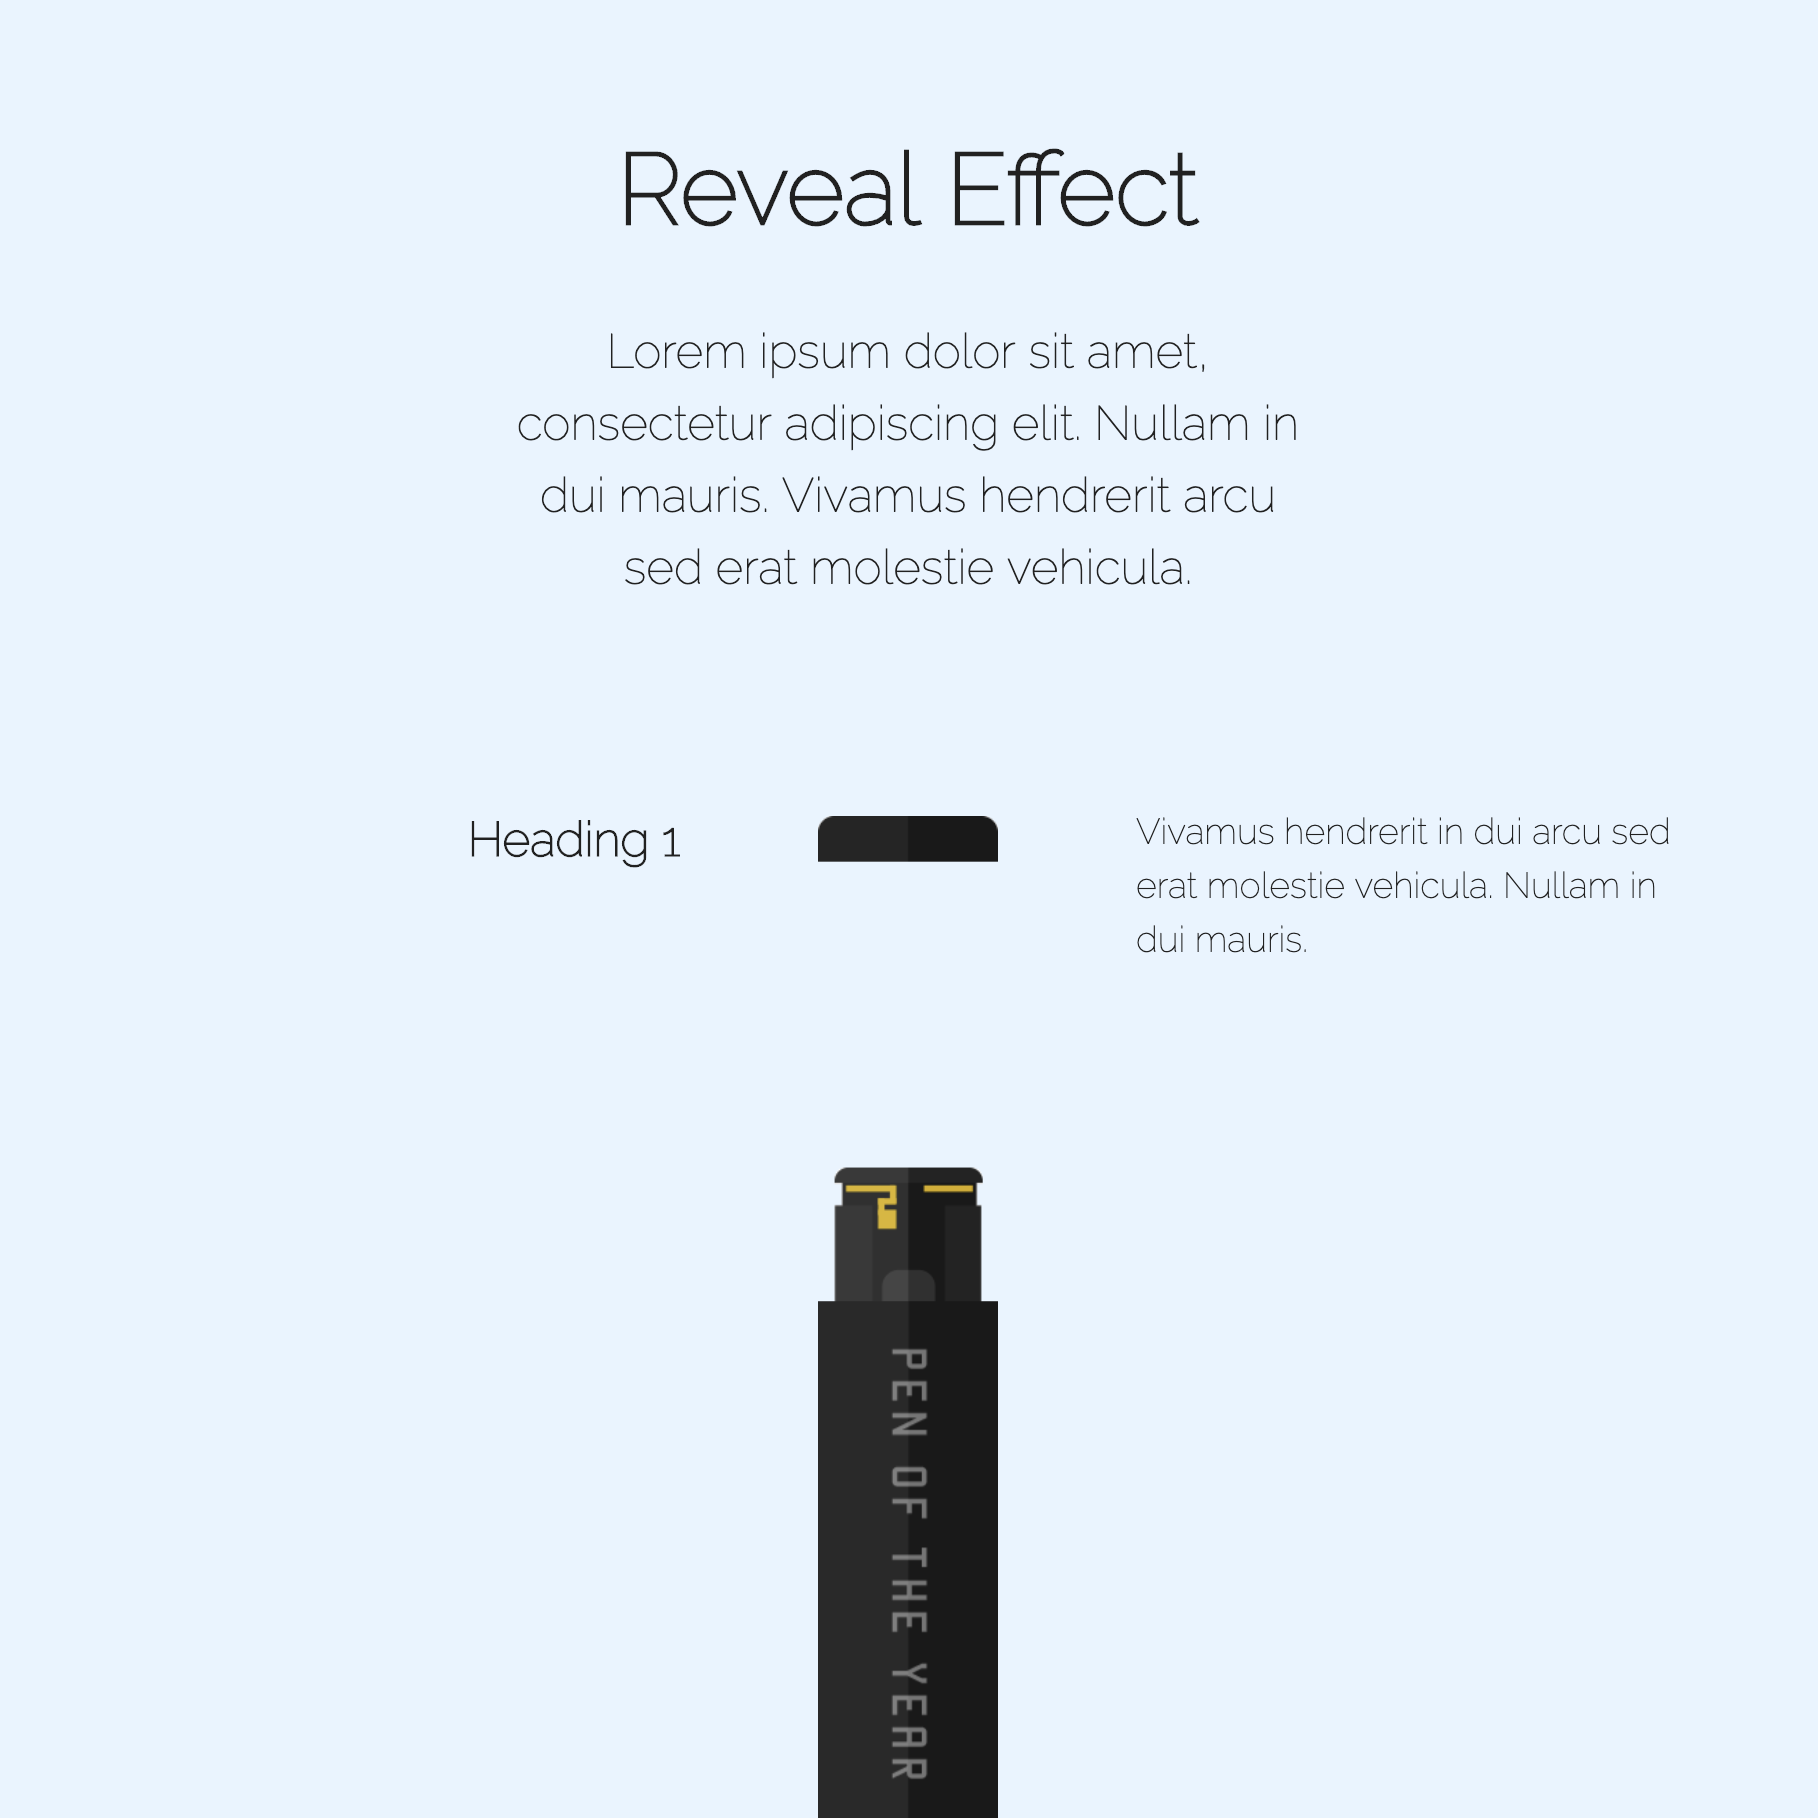 Reveal Effect
Lorem ipsum dolor sit amet,
consectetur adipiscing elit. Nullam in
dui mauris. Vivamus hendrerit arcu
sed erat molestie vehicula.
Heading 1
Vivamus hendrerit in dui arcu sed
erat molestie vehicula. Nullam in
dui mauris.
PEN OF THE YEAR